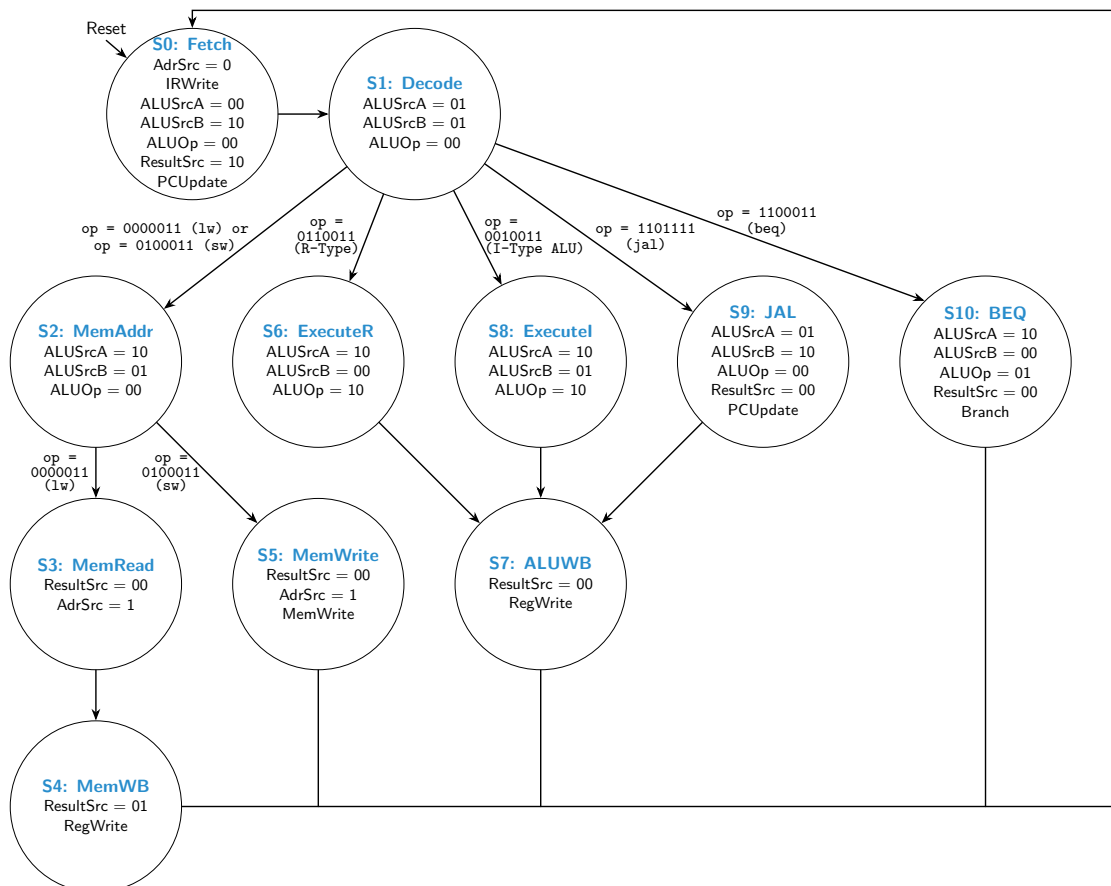 Reset
S0: Fetch
AdrSrc = 0
IRWrite
ALUSrcA = 00
ALUSrcB = 10
ALUOp = 00
ResultSrc = 10
PCUpdate
S1: Decode
ALUSrcA = 01
ALUSrcB = 01
ALUOp = 00
op = 0000011 (lw) or
op = 0100011 (sw)
op =
0110011
(R-Type)
op =
0010011
(I-Type ALU)
op = 1101111
(jal)
op = 1100011
(beq)
S2: MemAddr
ALUSrcA = 10
ALUSrcB = 01
ALUOp = 00
S6: ExecuteR
ALUSrcA = 10
ALUSrcB = 00
ALUOp = 10
S8: ExecuteI
ALUSrcA = 10
ALUSrcB = 01
ALUOp = 10
S9: JAL
ALUSrcA = 01
ALUSrcB = 10
ALUOp = 00
ResultSrc = 00
PCUpdate
S10: BEQ
ALUSrcA = 10
ALUSrcB = 00
ALUOp = 01
ResultSrc = 00
Branch
op =
0000011
(lw)
op =
0100011
(sw)
S3: MemRead
ResultSrc = 00
AdrSrc = 1
S5: MemWrite
ResultSrc = 00
AdrSrc = 1
MemWrite
S7: ALUWB
ResultSrc = 00
RegWrite
S4: MemWB
ResultSrc = 01
RegWrite